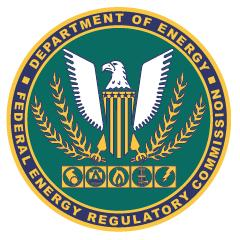 DEPARTMENT OF ENERGY
FEDERAL ENERGY REGULATORY COMMISSION